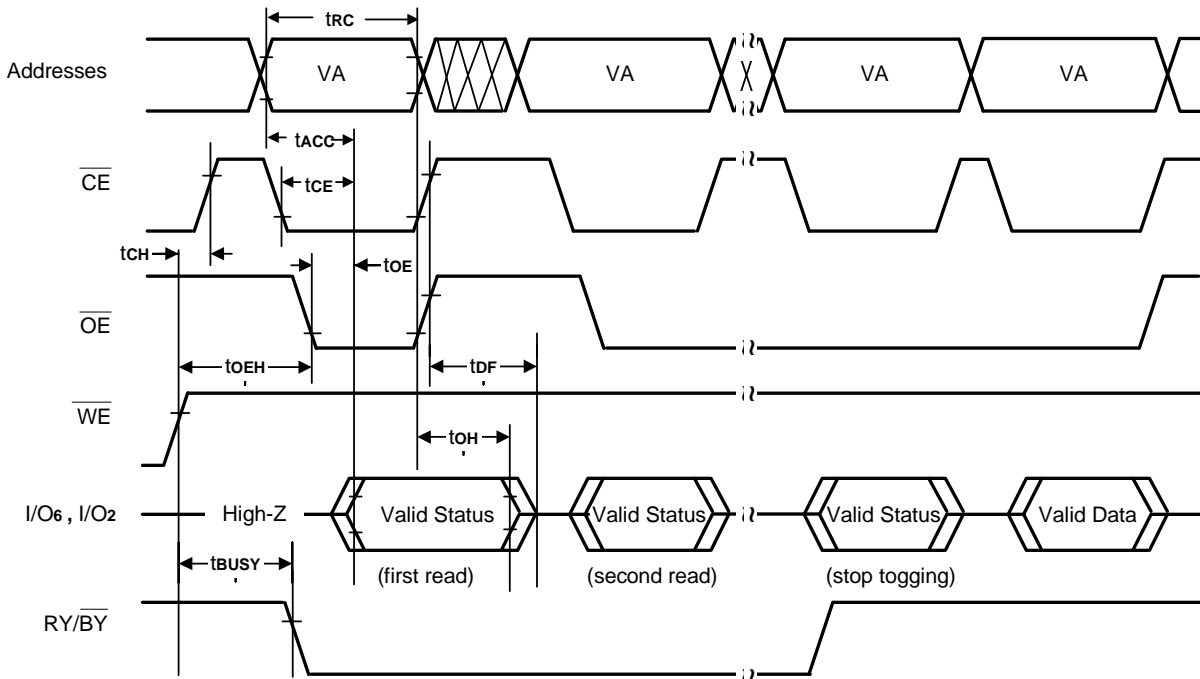 tRC
Addresses VA VA VA VA
tACC
CE tCE
tCH tOE
OE
tOEH tDF
WE
tOH
I/O6 , I/O2 High-Z Valid Status Valid Status Valid Status Valid Data
tBUSY (first read) (second read) (stop togging)
RY/BY